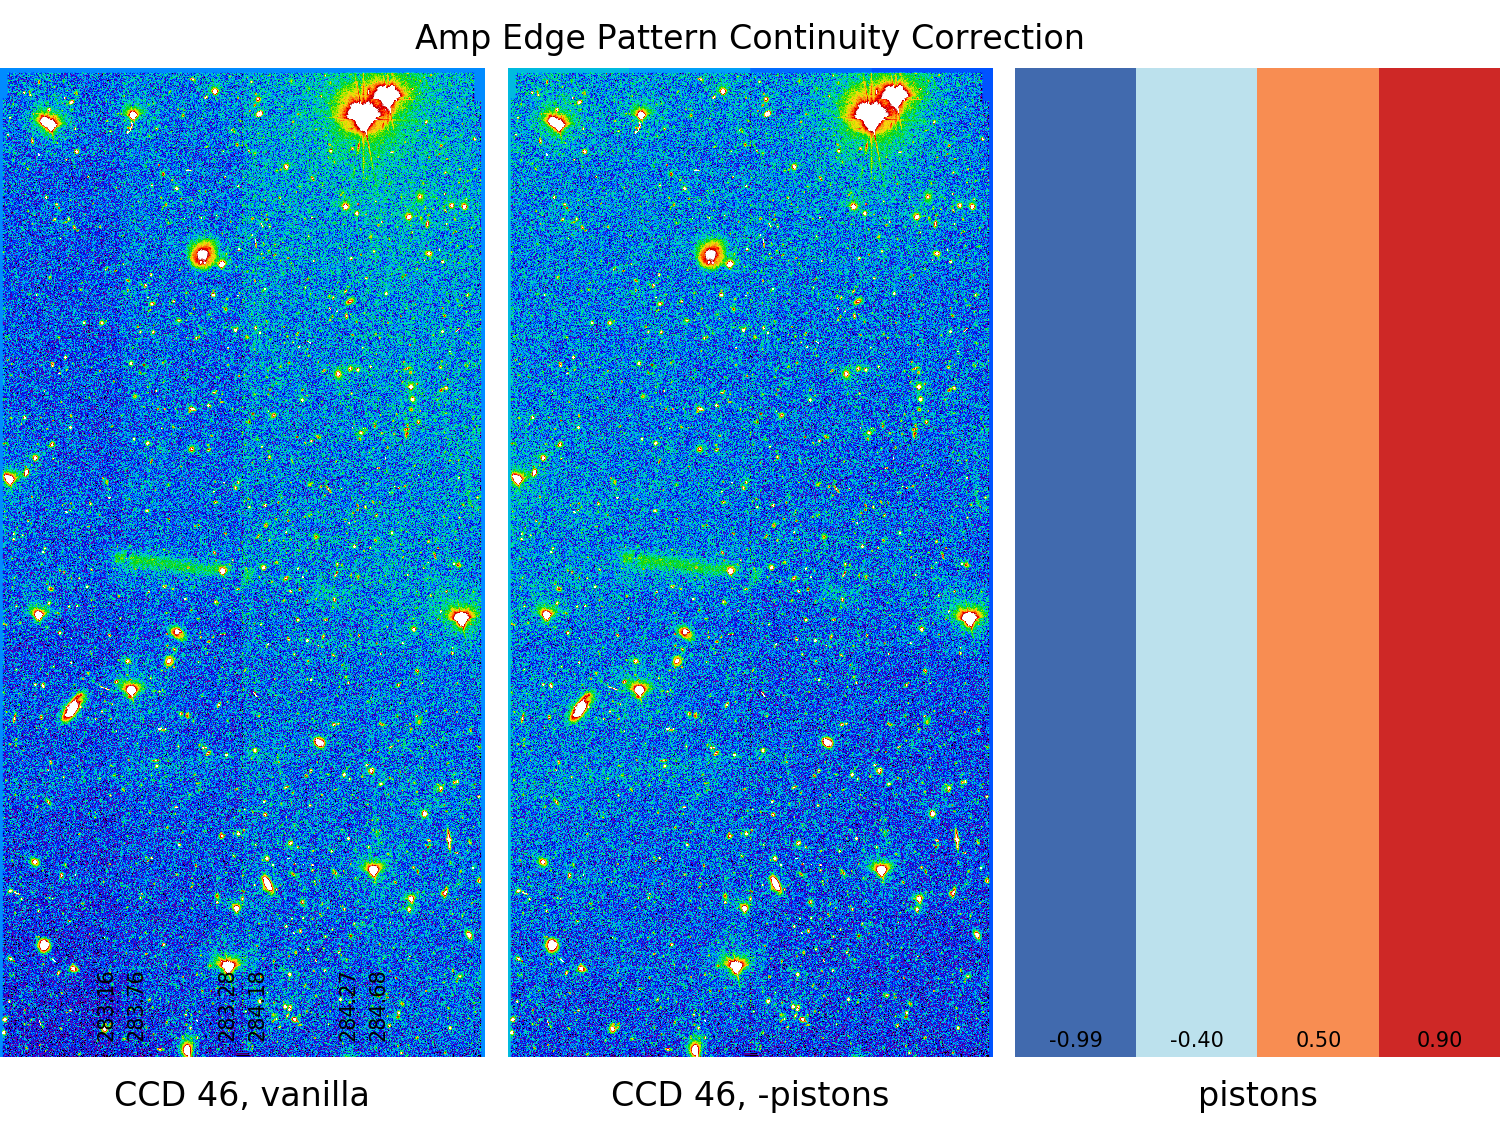 Amp Edge Pattern Continuity Correction
283.16
283.76
283.28
284.18
284.27
284.68
-0.99 -0.40 0.50 0.90
CCD 46, vanilla CCD 46, -pistons pistons